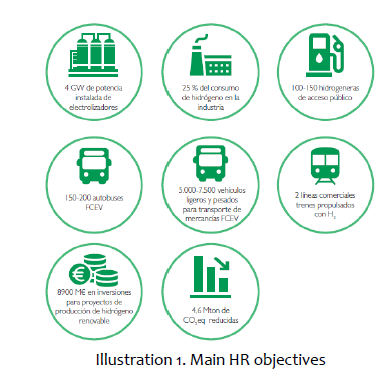 4 GW de potencia
instalada de
electrolizadores
25 % del consumo
de hidrógeno en la
industria
100-150 hidrogeneras
de acceso público
150-200 autobuses
FCEV
5.000-7.500 vehículos
ligeros y pesados
para transporte de
mercancías FCEV
2 líneas comerciales
trenes propulsados
con H₂
€
8900 M€ en inversiones
para proyectos de
producción de hidrógeno
renovable
4,6 Mton de
CO₂eq reducidas
Illustration 1. Main HR objectives